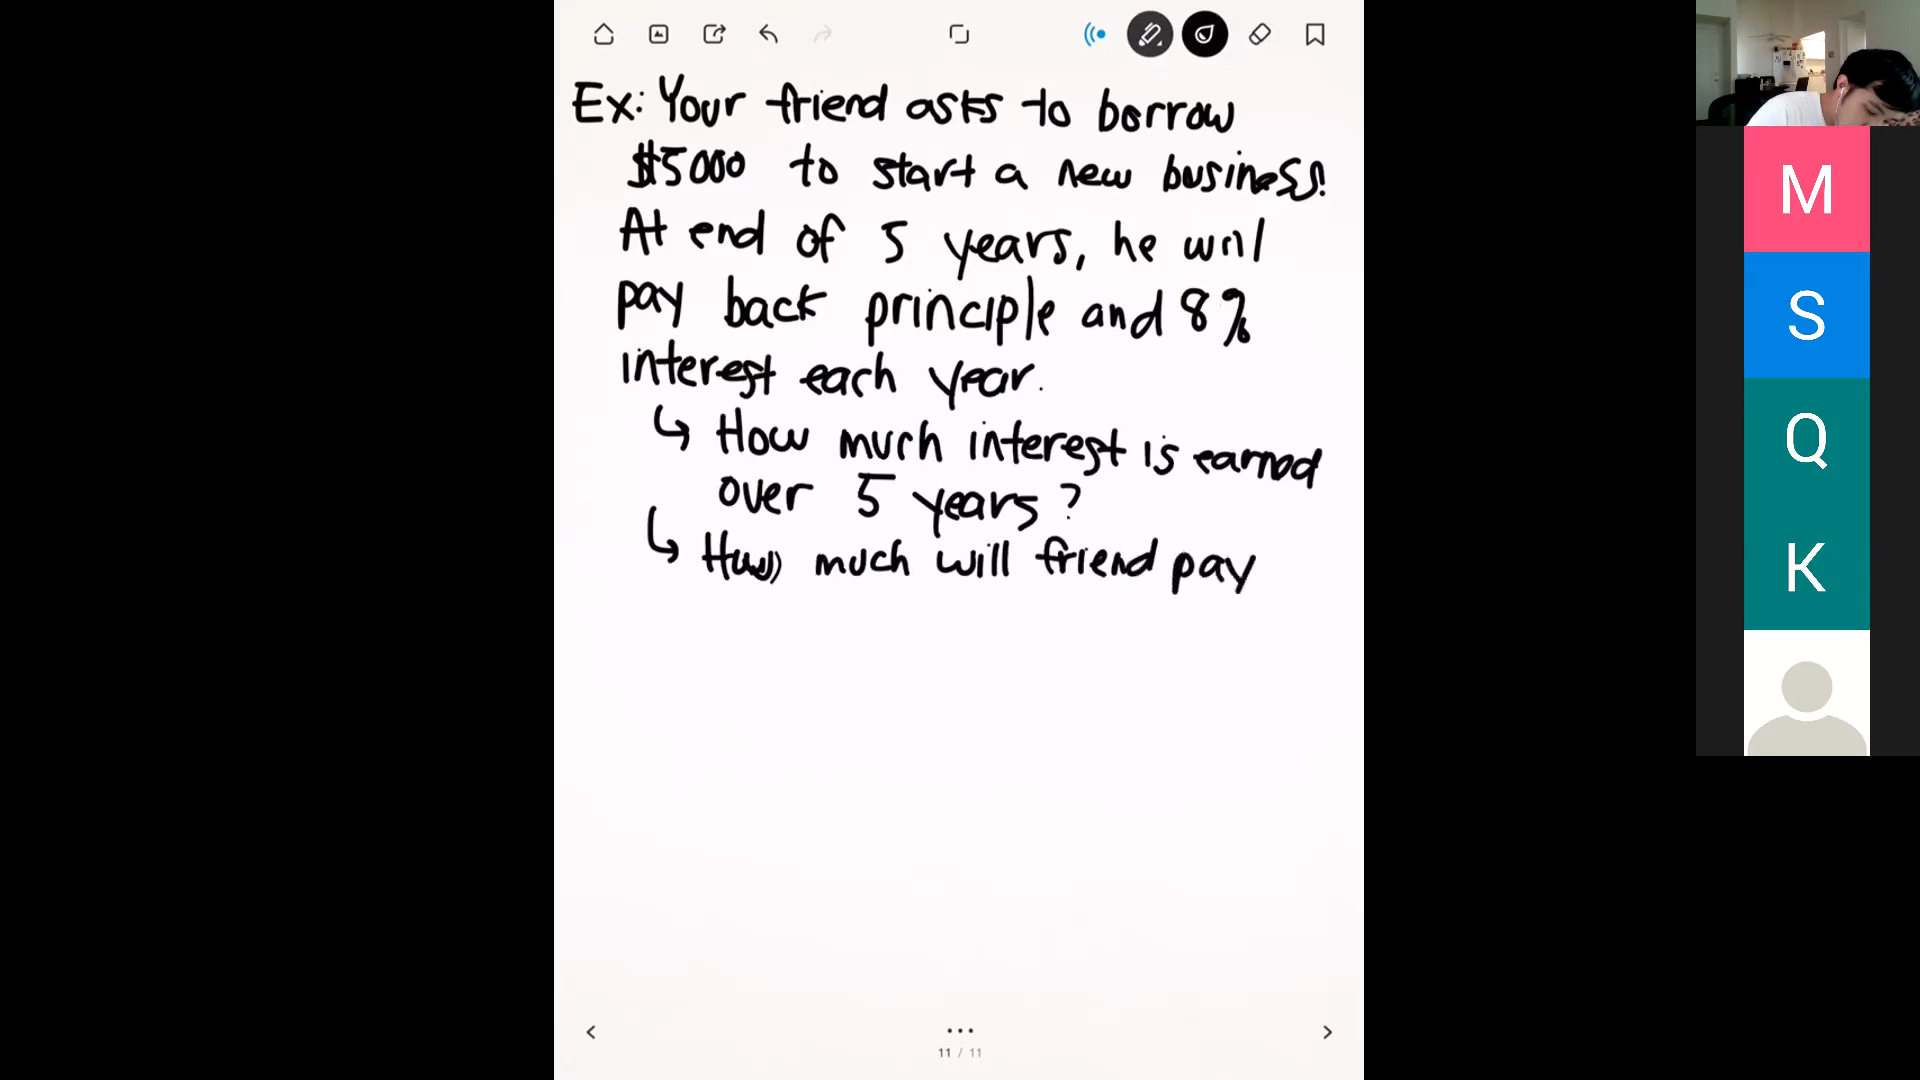 Ex: Your friend asks to borrow
$5000 to start a new business.
At end of 5 years, he will
pay back principle and 8%
interest each year.
↳ How much interest is earned
over 5 years?
↳ How much will friend pay
11 / 11
M
S
Q
K